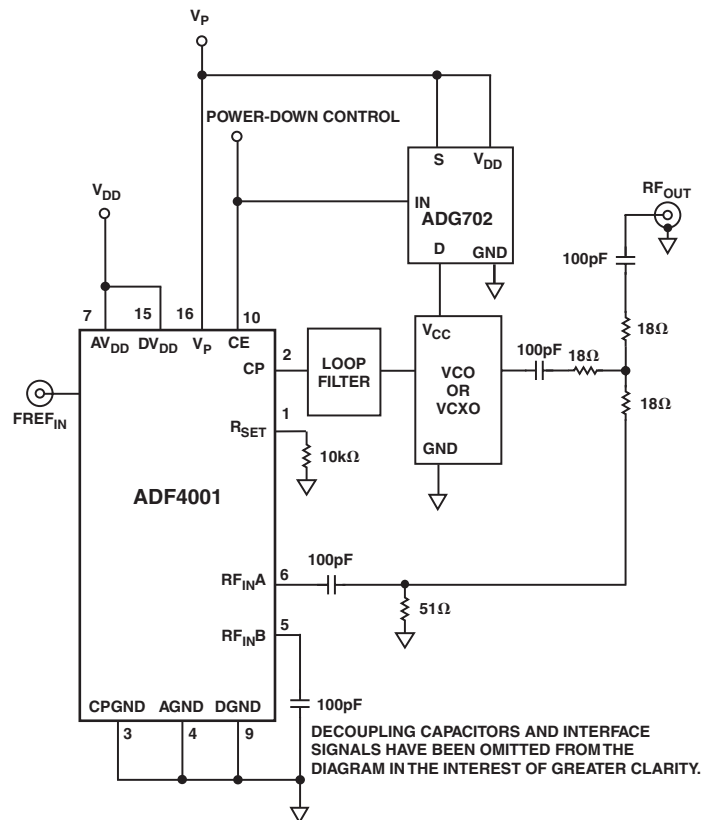 VP
POWER-DOWN CONTROL
S VDD
VDD
IN
ADG702
RFOUT
D GND
100pF
7 15 16 10
AVDD DVDD VP CE
18Ω
VCC
2
CP
LOOP
FILTER
100pF
18Ω
VCO
OR
VCXO
18Ω
FREFIN
1
RSET
GND
10kΩ
ADF4001
100pF
6
RFINA
51Ω
5
RFINB
100pF
CPGND AGND DGND
3 4 9
DECOUPLING CAPACITORS AND INTERFACE
SIGNALS HAVE BEEN OMITTED FROM THE
DIAGRAM IN THE INTEREST OF GREATER CLARITY.